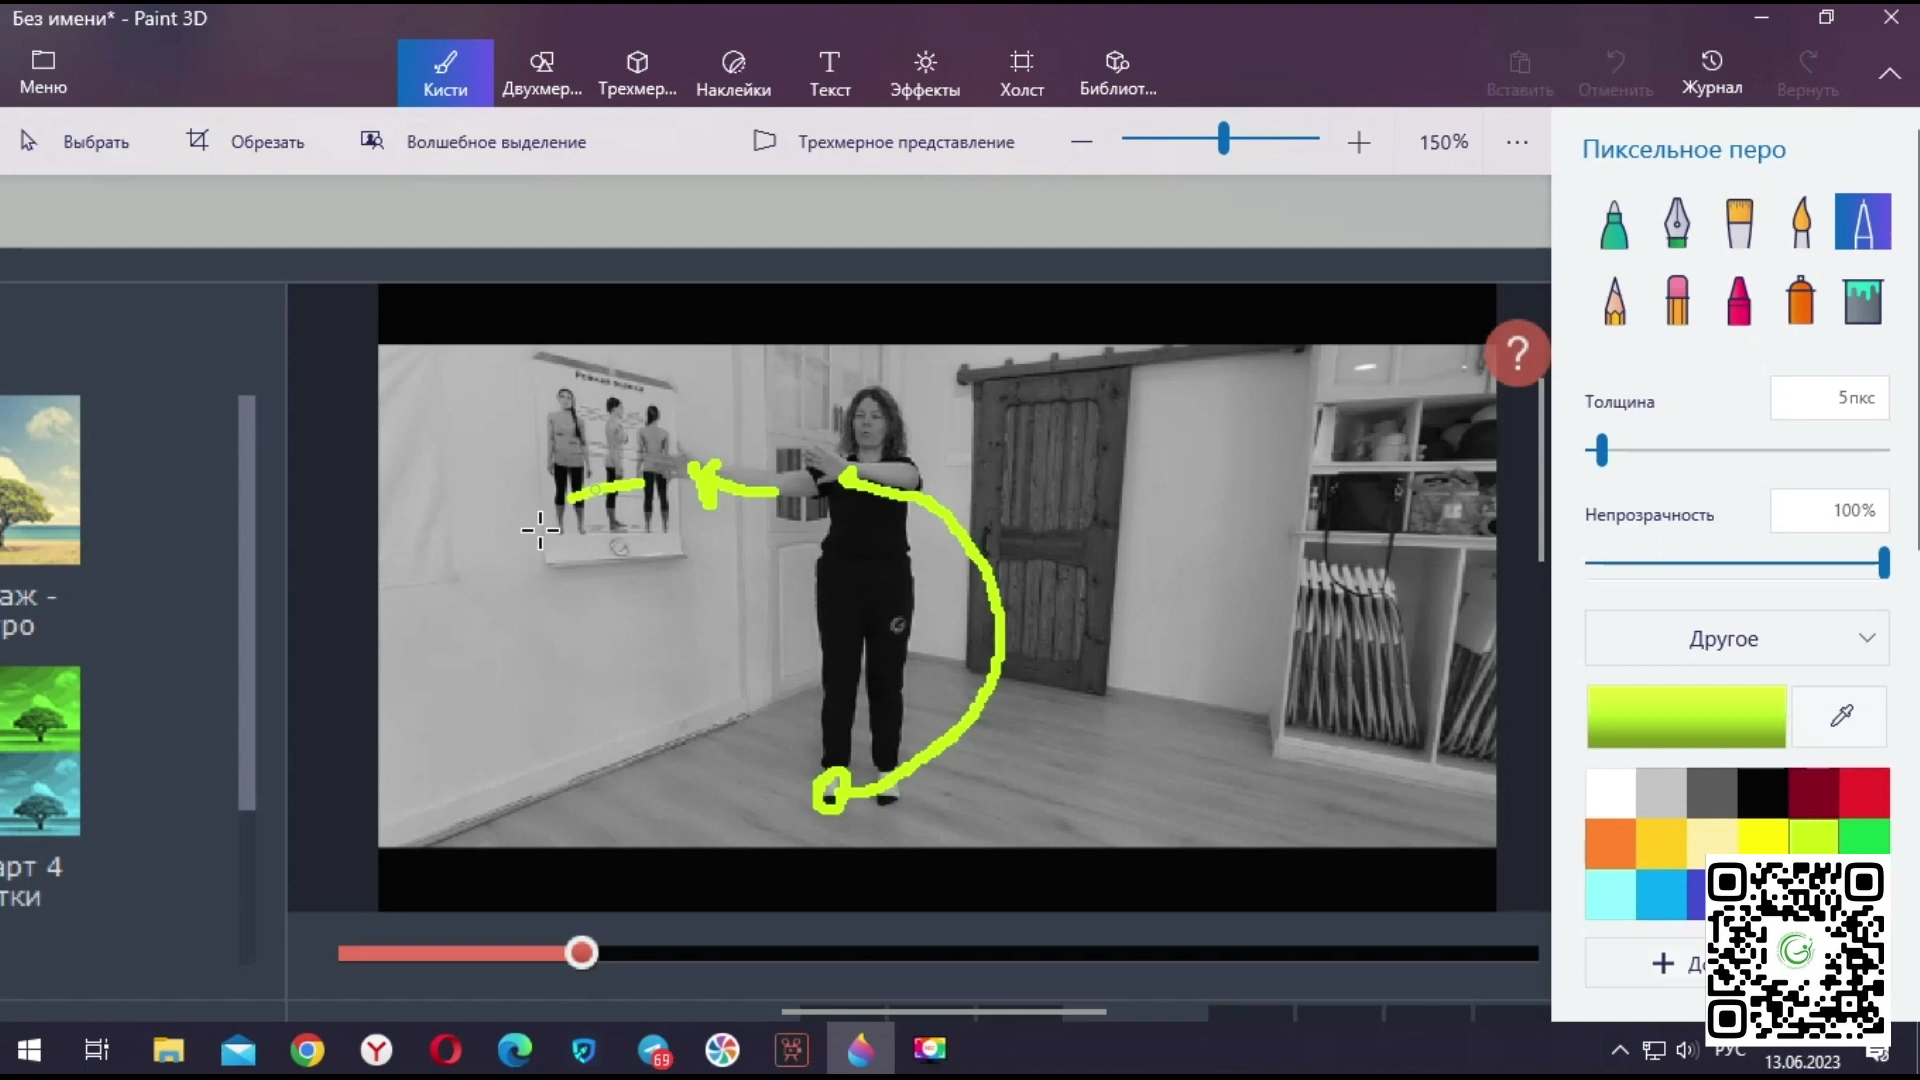 Без имени* - Paint 3D
Меню
Кисти
Двухмер...
Трехмер...
Наклейки
Текст
Эффекты
Холст
Библиот...
Вставить
Отменить
Журнал
Вернуть
Выбрать
Обрезать
Волшебное выделение
Трехмерное представление
150%
Пиксельное перо
?
Толщина
5пкс
Непрозрачность
100%
Другое
аж -
ро
арт 4
тки
69
РУС
13.06.2023